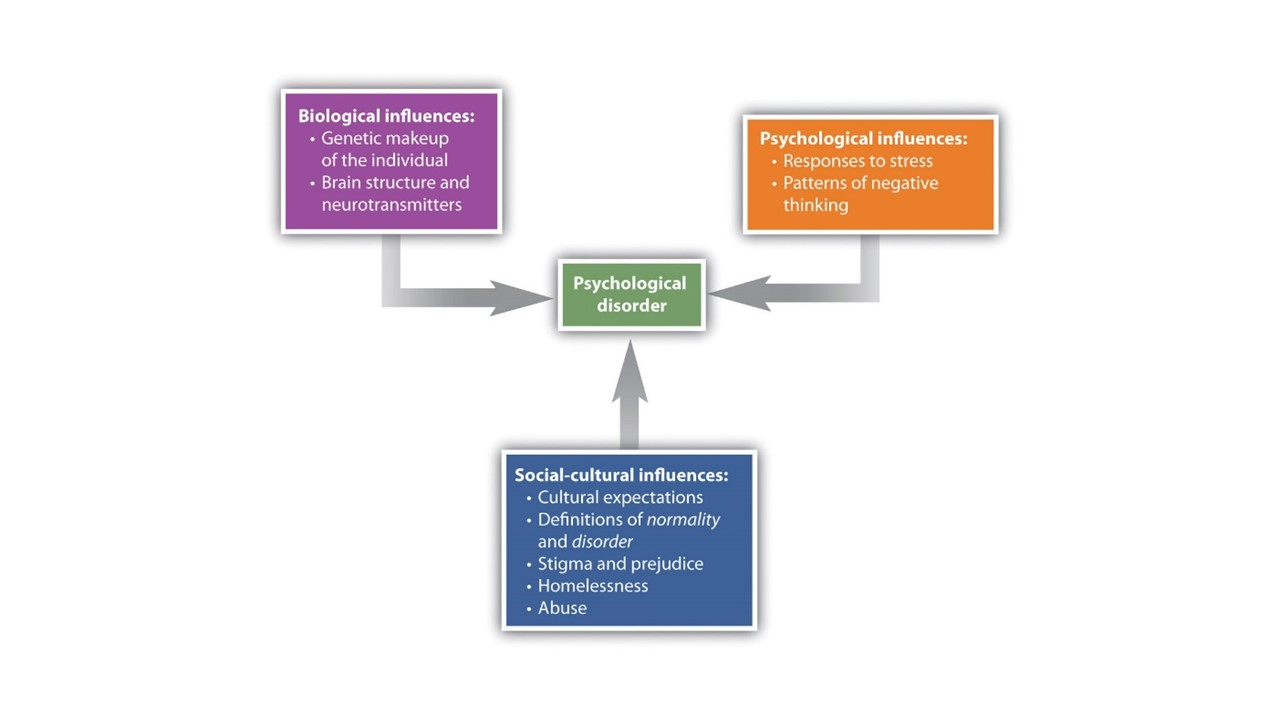 Biological influences:
• Genetic makeup
of the individual
• Brain structure and
neurotransmitters
Psychological influences:
• Responses to stress
• Patterns of negative
thinking
Psychological
disorder
Social-cultural influences:
• Cultural expectations
• Definitions of normality
and disorder
• Stigma and prejudice
• Homelessness
• Abuse